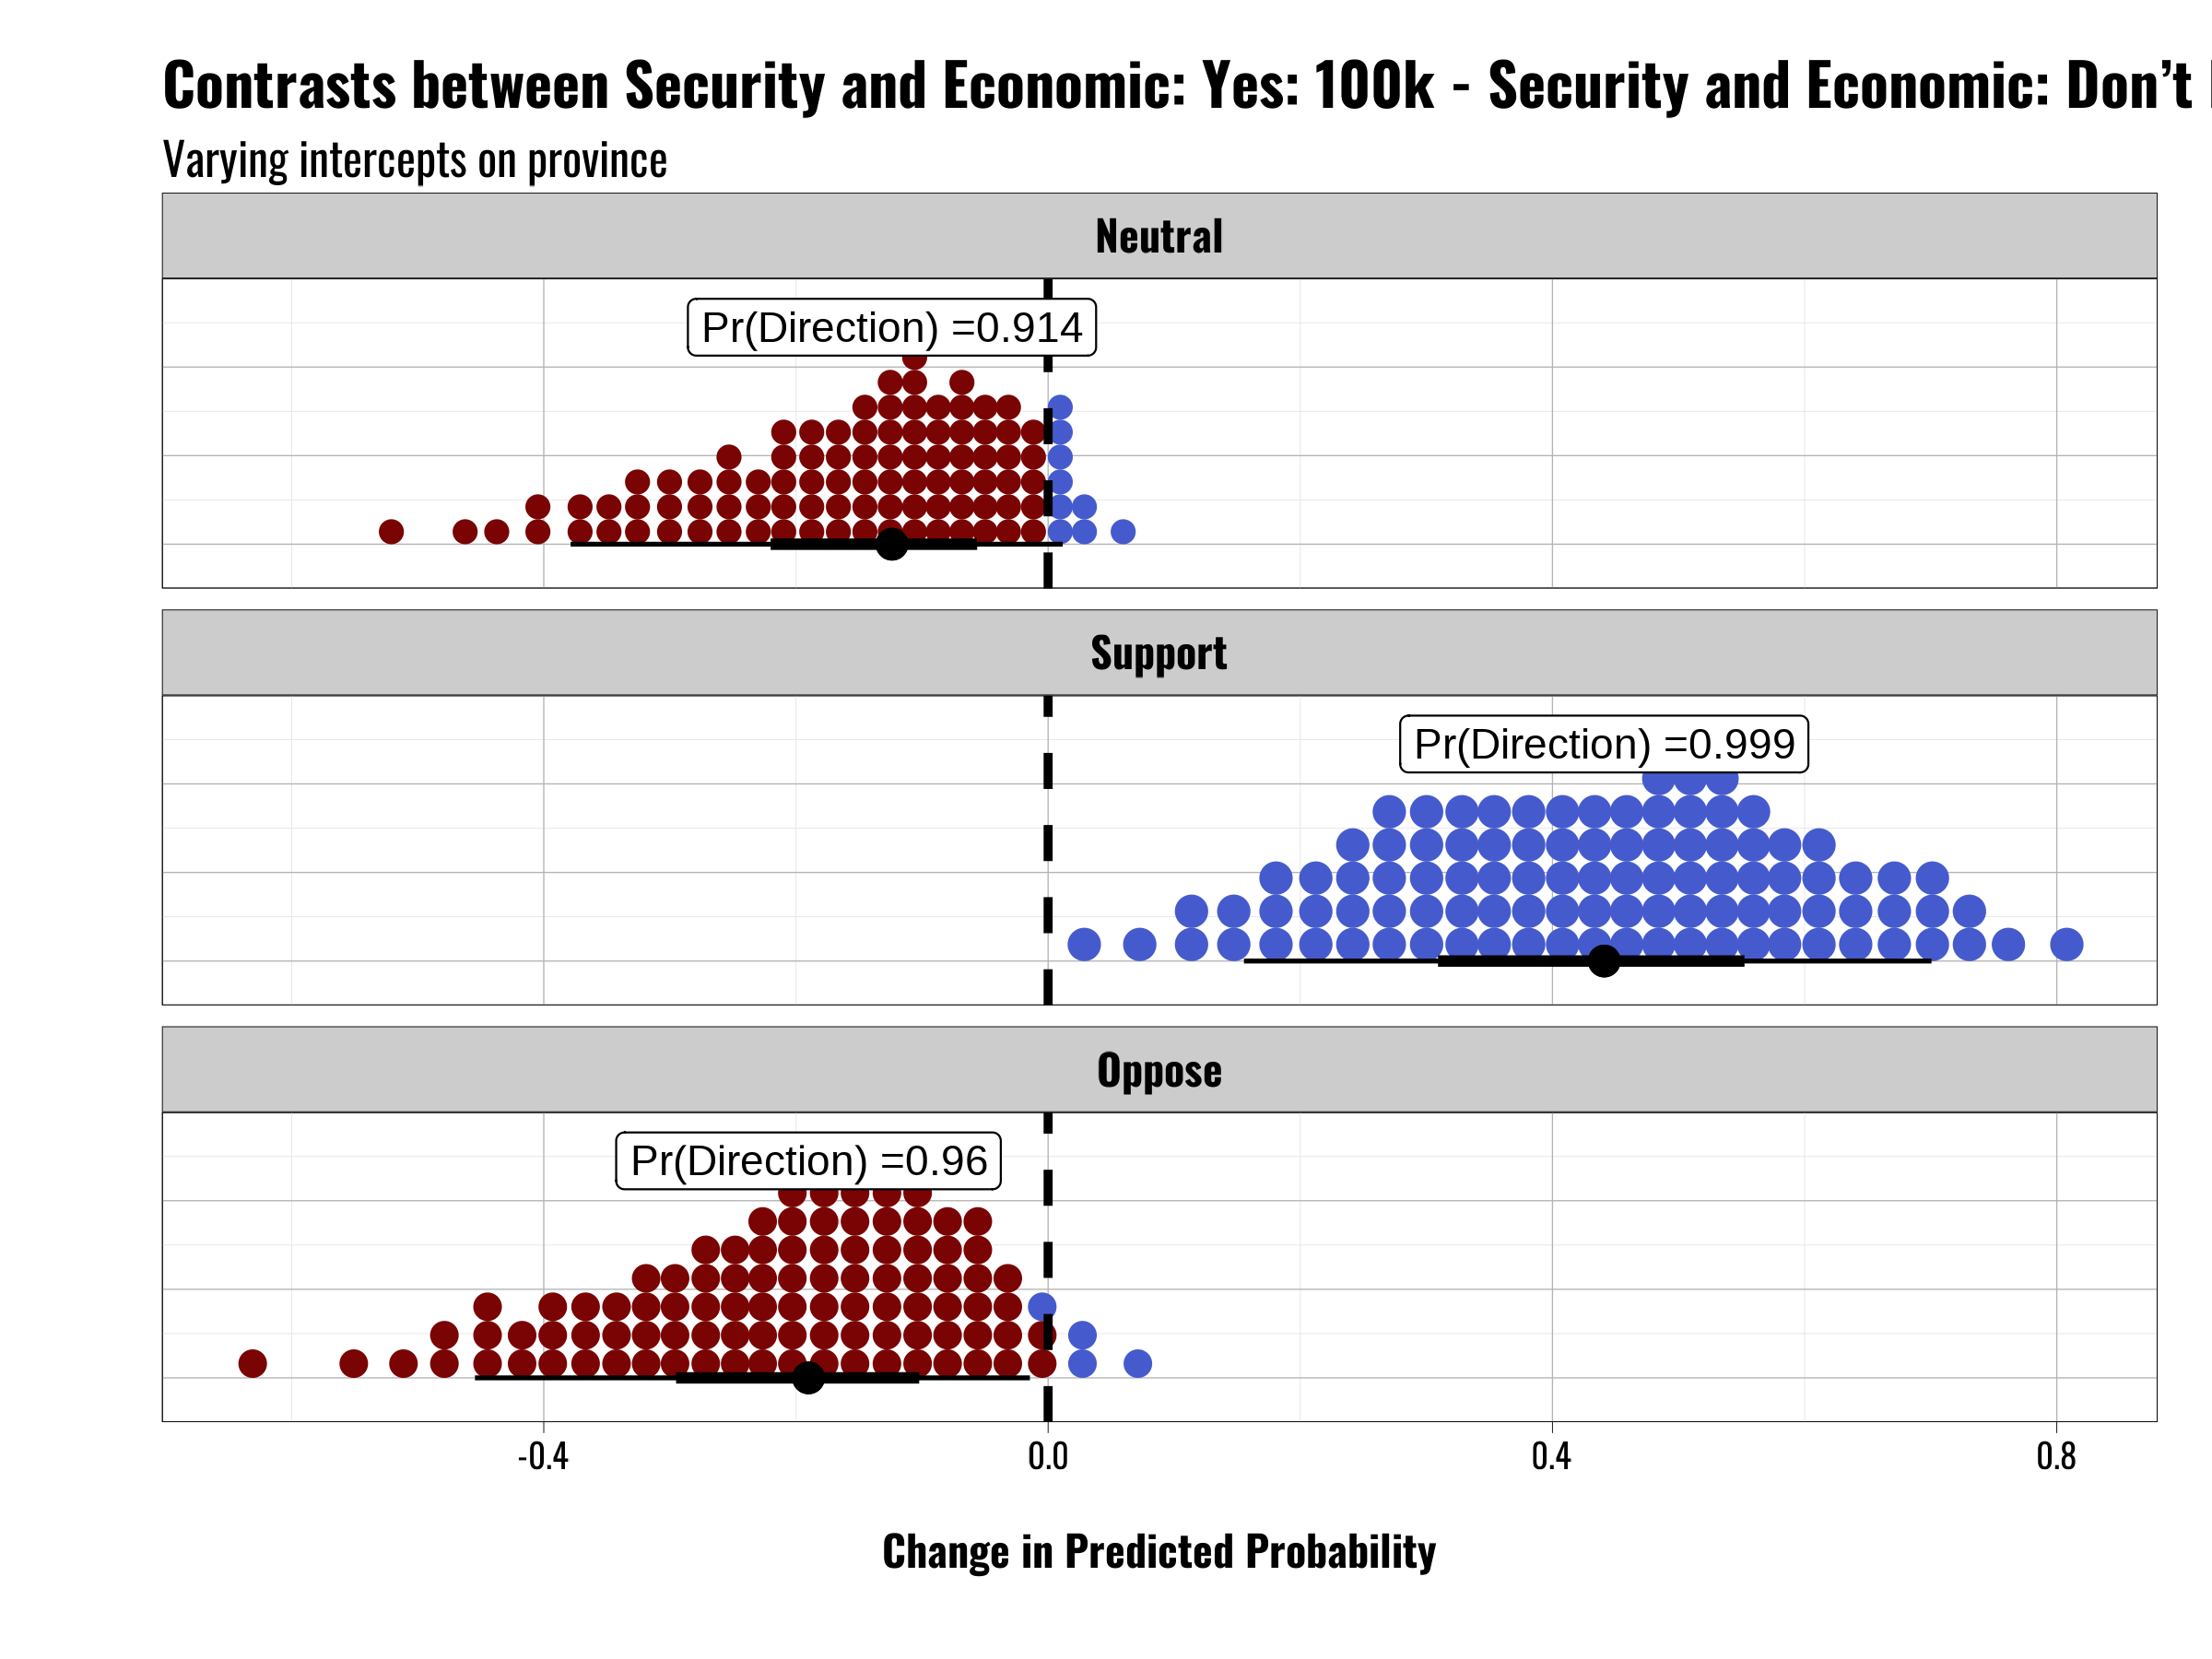 Contrasts between Security and Economic: Yes: 100k - Security and Economic: Don’t
Varying intercepts on province
Neutral
Pr(Direction) =0.914
Support
Pr(Direction) =0.999
Oppose
Pr(Direction) =0.96
-0.4 0.0 0.4 0.8
Change in Predicted Probability